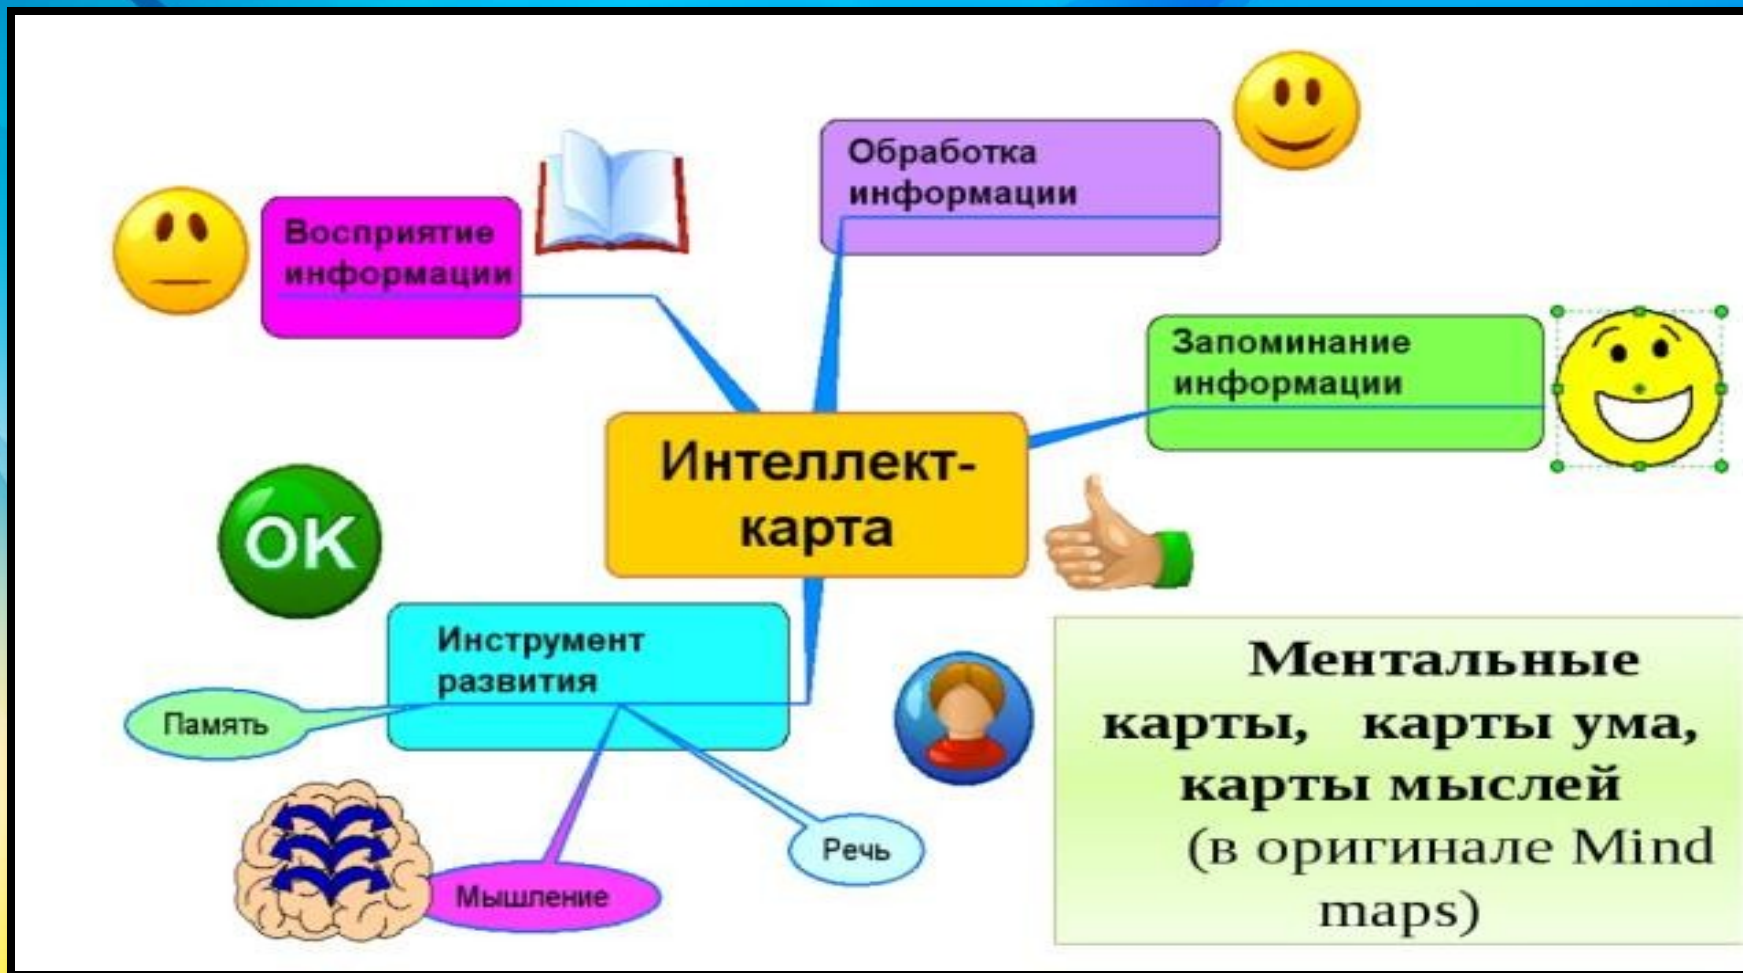 Обработка
информации
Восприятие
информации
Запоминание
информации
Интеллект-
карта
OK
Инструмент
развития
Память
Мышление
Речь
Ментальные
карты, карты ума,
карты мыслей
(в оригинале Mind
maps)